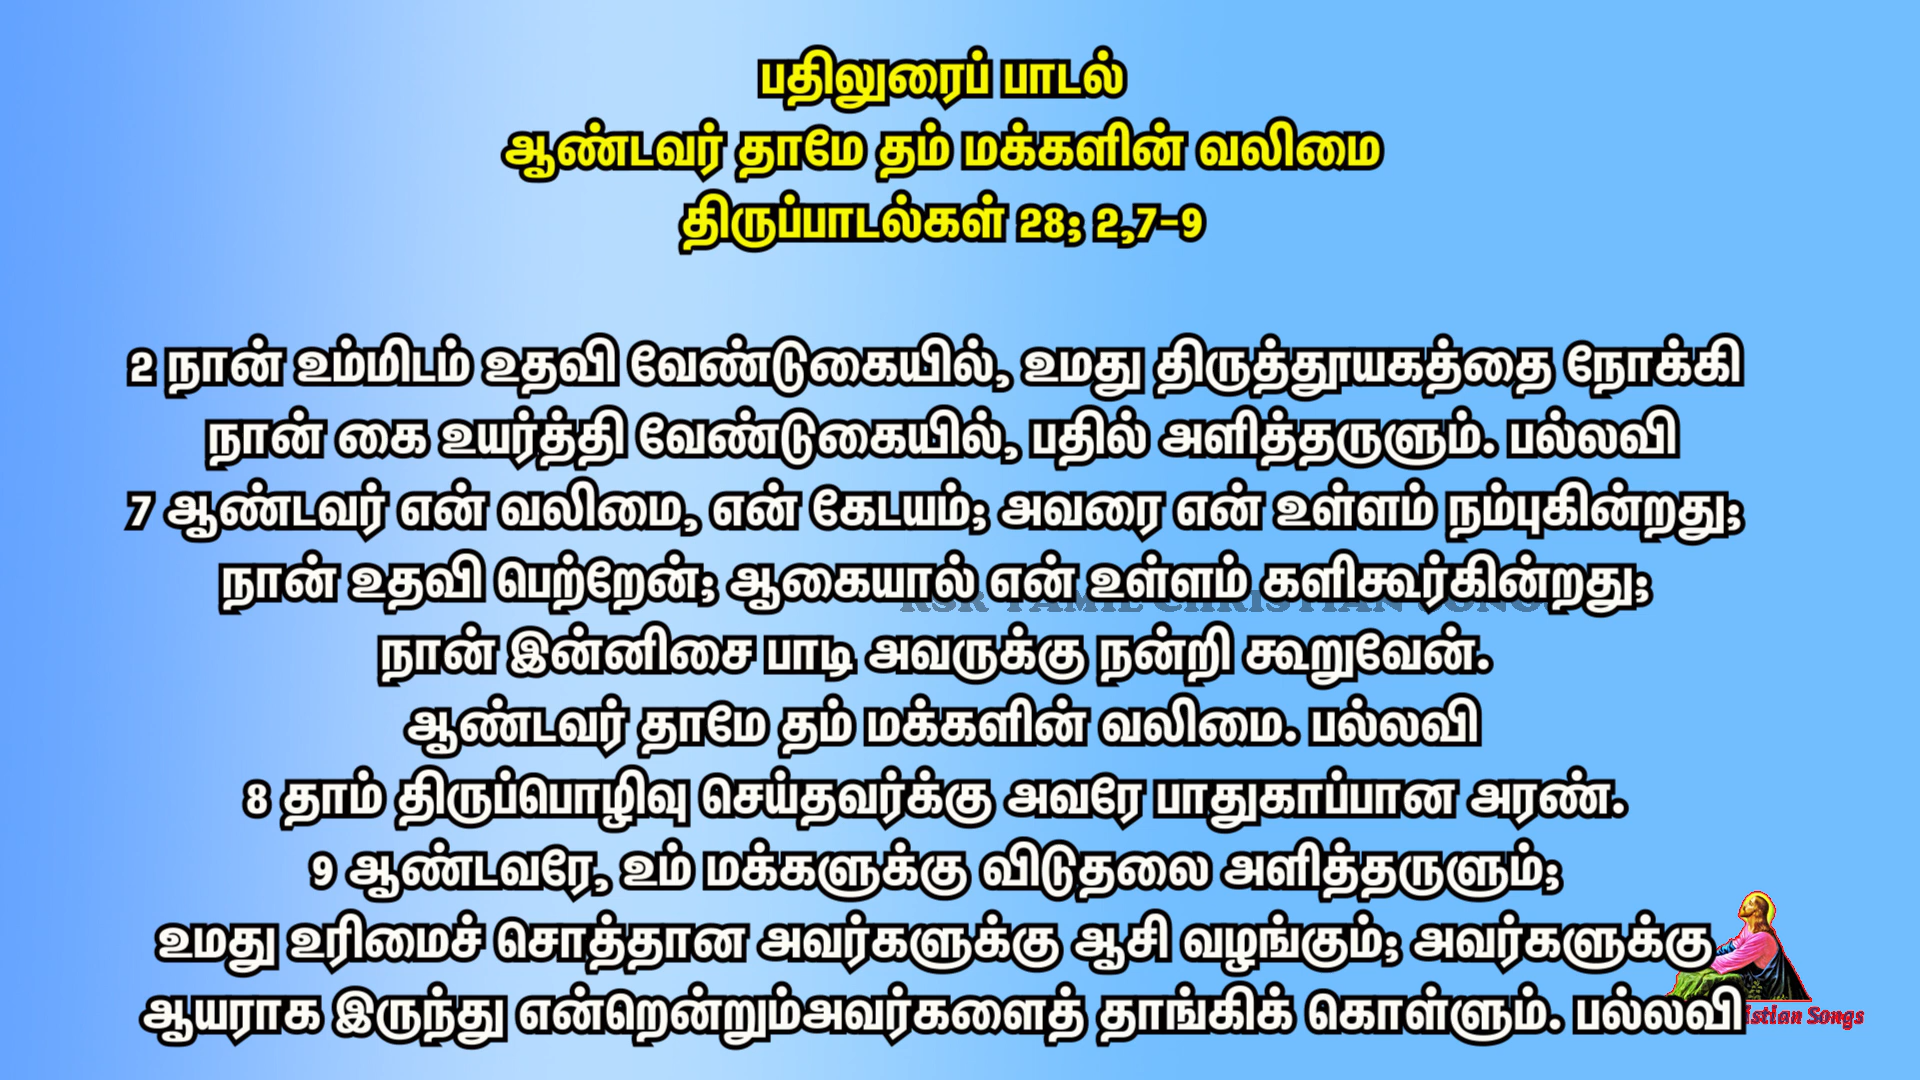 பதிலுரைப் பாடல்
ஆண்டவர் தாமே தம் மக்களின் வலிமை
திருப்பாடல்கள் 28; 2,7-9
2 நான் உம்மிடம் உதவி வேண்டுகையில், உமது திருத்தூயகத்தை நோக்கி
நான் கை உயர்த்தி வேண்டுகையில், பதில் அளித்தருளும். பல்லவி
7 ஆண்டவர் என் வலிமை, என் கேடயம்; அவரை என் உள்ளம் நம்புகின்றது;
நான் உதவி பெற்றேன்; ஆகையால் என் உள்ளம் களிகூர்கின்றது;
RSR TAMIL CHRISTIAN
நான் இன்னிசை பாடி அவருக்கு நன்றி கூறுவேன்.
ஆண்டவர் தாமே தம் மக்களின் வலிமை. பல்லவி
8 தாம் திருப்பொழிவு செய்தவர்க்கு அவரே பாதுகாப்பான அரண்.
9 ஆண்டவரே, உம் மக்களுக்கு விடுதலை அளித்தருளும்;
உமது உரிமைச் சொத்தான அவர்களுக்கு ஆசி வழங்கும்; அவர்களுக்கு
ஆயராக இருந்து என்றென்றும்அவர்களைத் தாங்கிக் கொள்ளும். பல்லவி
Songs